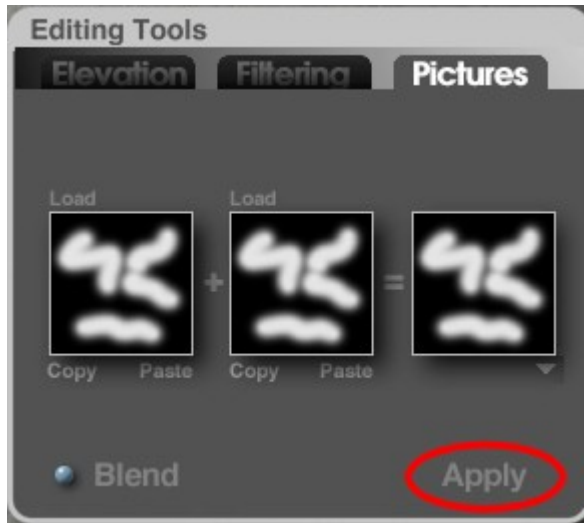 Editing Tools
Elevation Filtering Pictures
Load Load
+ =
Copy Paste Copy Paste
Blend Apply